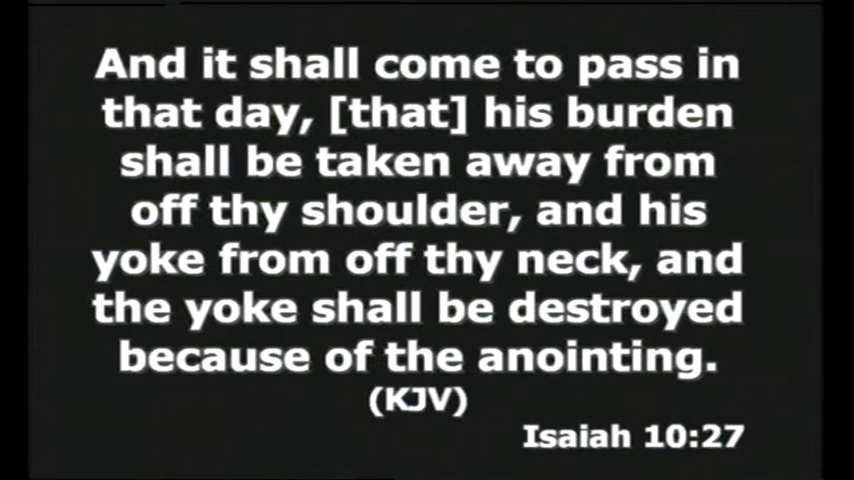 And it shall come to pass in
that day, [that] his burden
shall be taken away from
off thy shoulder, and his
yoke from off thy neck, and
the yoke shall be destroyed
because of the anointing.
(KJV)
Isaiah 10:27